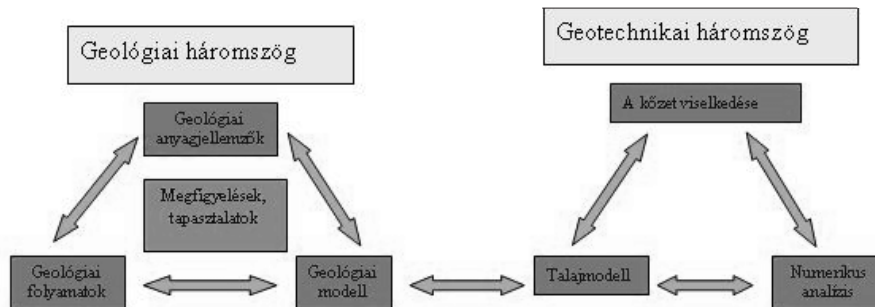 Geológiai háromszög
Geotechnikai háromszög
Geológiai
anyagjellemzők
A kőzet viselkedése
Megfigyelések,
tapasztalatok
Geológiai
folyamatok
Geológiai
modell
Talajmodell
Numerikus
analízis